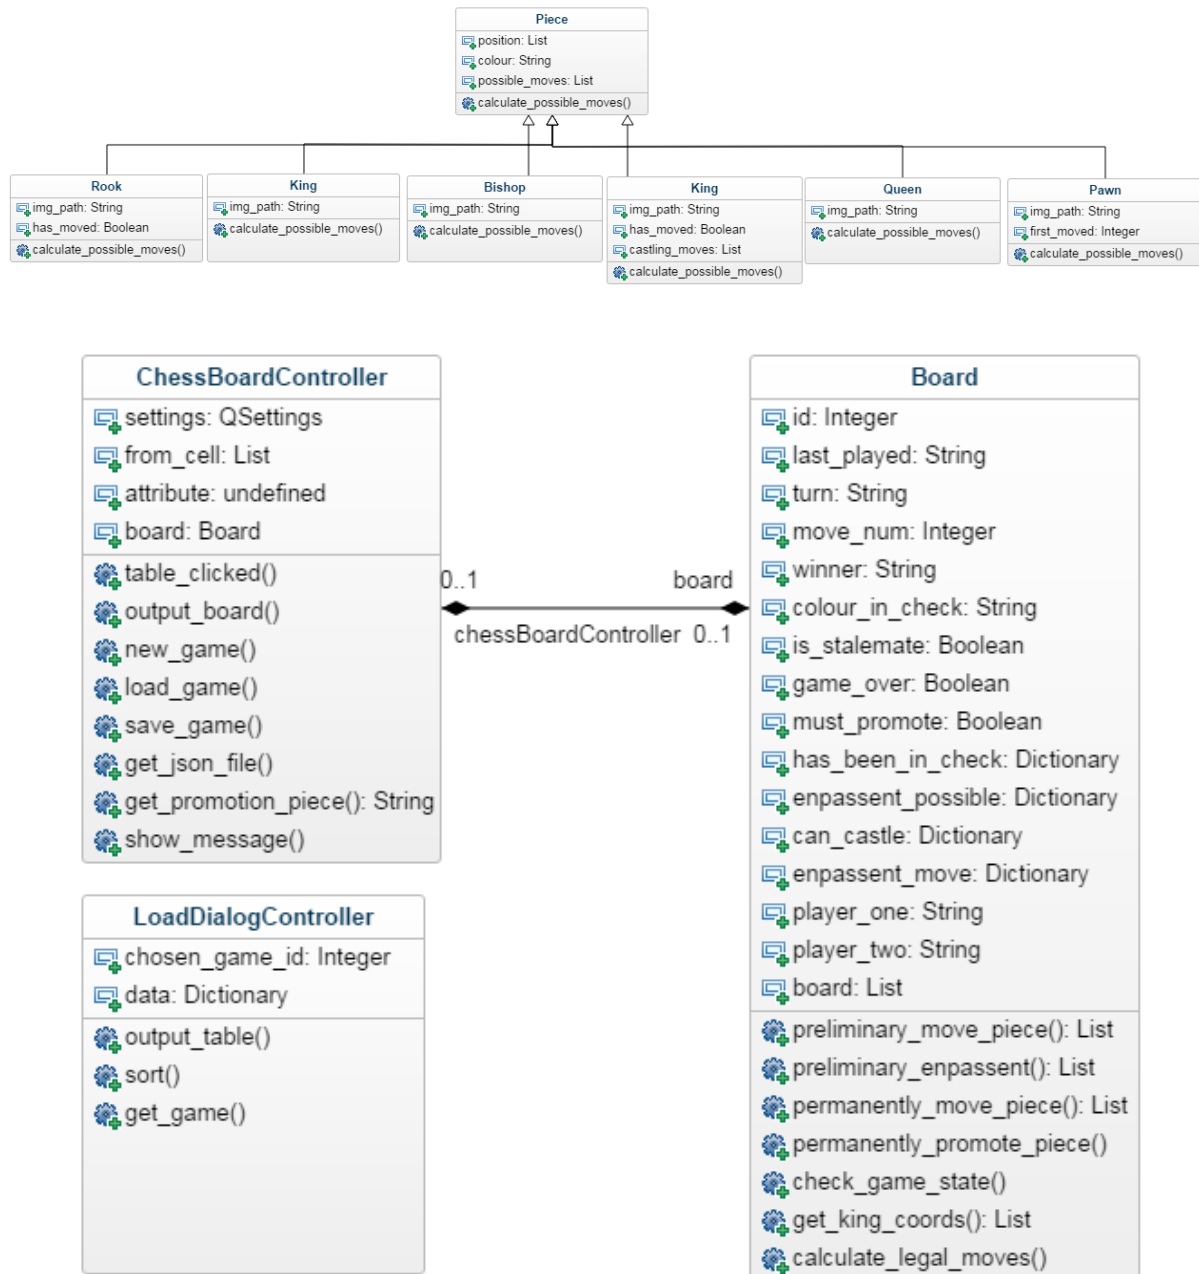 Piece
position: List
colour: String
possible_moves: List
calculate_possible_moves()
Rook
img_path: String
has_moved: Boolean
calculate_possible_moves()
King
img_path: String
calculate_possible_moves()
Bishop
img_path: String
calculate_possible_moves()
King
img_path: String
has_moved: Boolean
castling_moves: List
calculate_possible_moves()
Queen
img_path: String
calculate_possible_moves()
Pawn
img_path: String
first_moved: Integer
calculate_possible_moves()
ChessBoardController
settings: QSettings
from_cell: List
attribute: undefined
board: Board
table_clicked()
output_board()
new_game()
load_game()
save_game()
get_json_file()
get_promotion_piece(): String
show_message()
0..1 board
chessBoardController 0..1
Board
id: Integer
last_played: String
turn: String
move_num: Integer
winner: String
colour_in_check: String
is_stalemate: Boolean
game_over: Boolean
must_promote: Boolean
has_been_in_check: Dictionary
enpassent_possible: Dictionary
can_castle: Dictionary
enpassent_move: Dictionary
player_one: String
player_two: String
board: List
preliminary_move_piece(): List
preliminary_enpassent(): List
permanently_move_piece(): List
permanently_promote_piece()
check_game_state()
get_king_coords(): List
calculate_legal_moves()
LoadDialogController
chosen_game_id: Integer
data: Dictionary
output_table()
sort()
get_game()